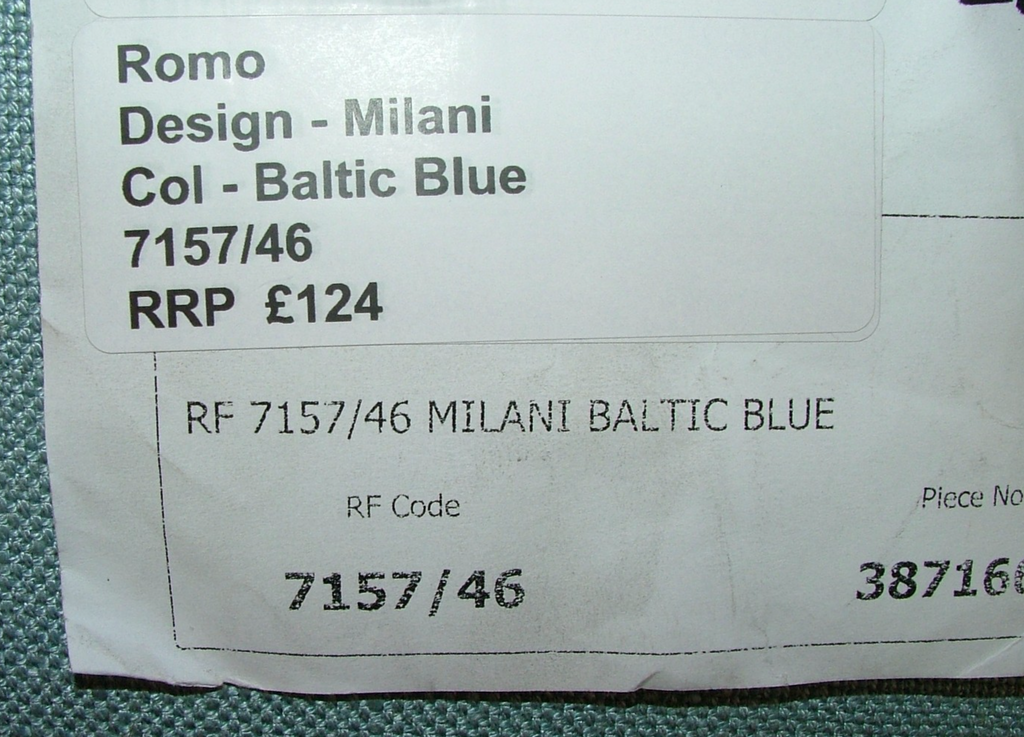 Romo
Design - Milani
Col - Baltic Blue
7157/46
RRP £124
RF 7157/46 MILANI BALTIC BLUE
RF Code
Piece No
7157/46